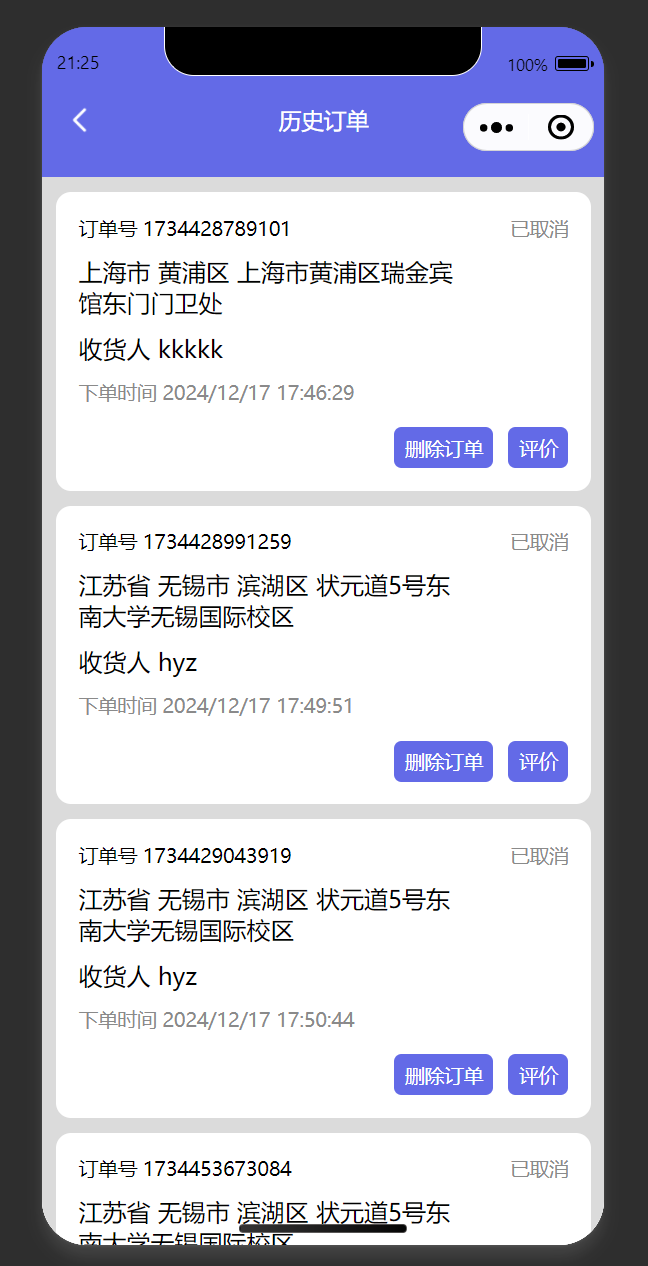 21:25
100%
历史订单
订单号 1734428789101
已取消
上海市 黄浦区 上海市黄浦区瑞金宾
馆东门门卫处
收货人 kkkkk
下单时间 2024/12/17 17:46:29
删除订单
评价
订单号 1734428991259
已取消
江苏省 无锡市 滨湖区 状元道5号东
南大学无锡国际校区
收货人 hyz
下单时间 2024/12/17 17:49:51
删除订单
评价
订单号 1734429043919
已取消
江苏省 无锡市 滨湖区 状元道5号东
南大学无锡国际校区
收货人 hyz
下单时间 2024/12/17 17:50:44
删除订单
评价
订单号 1734453673084
已取消
江苏省 无锡市 滨湖区 状元道5号东
南大学无锡国际校区